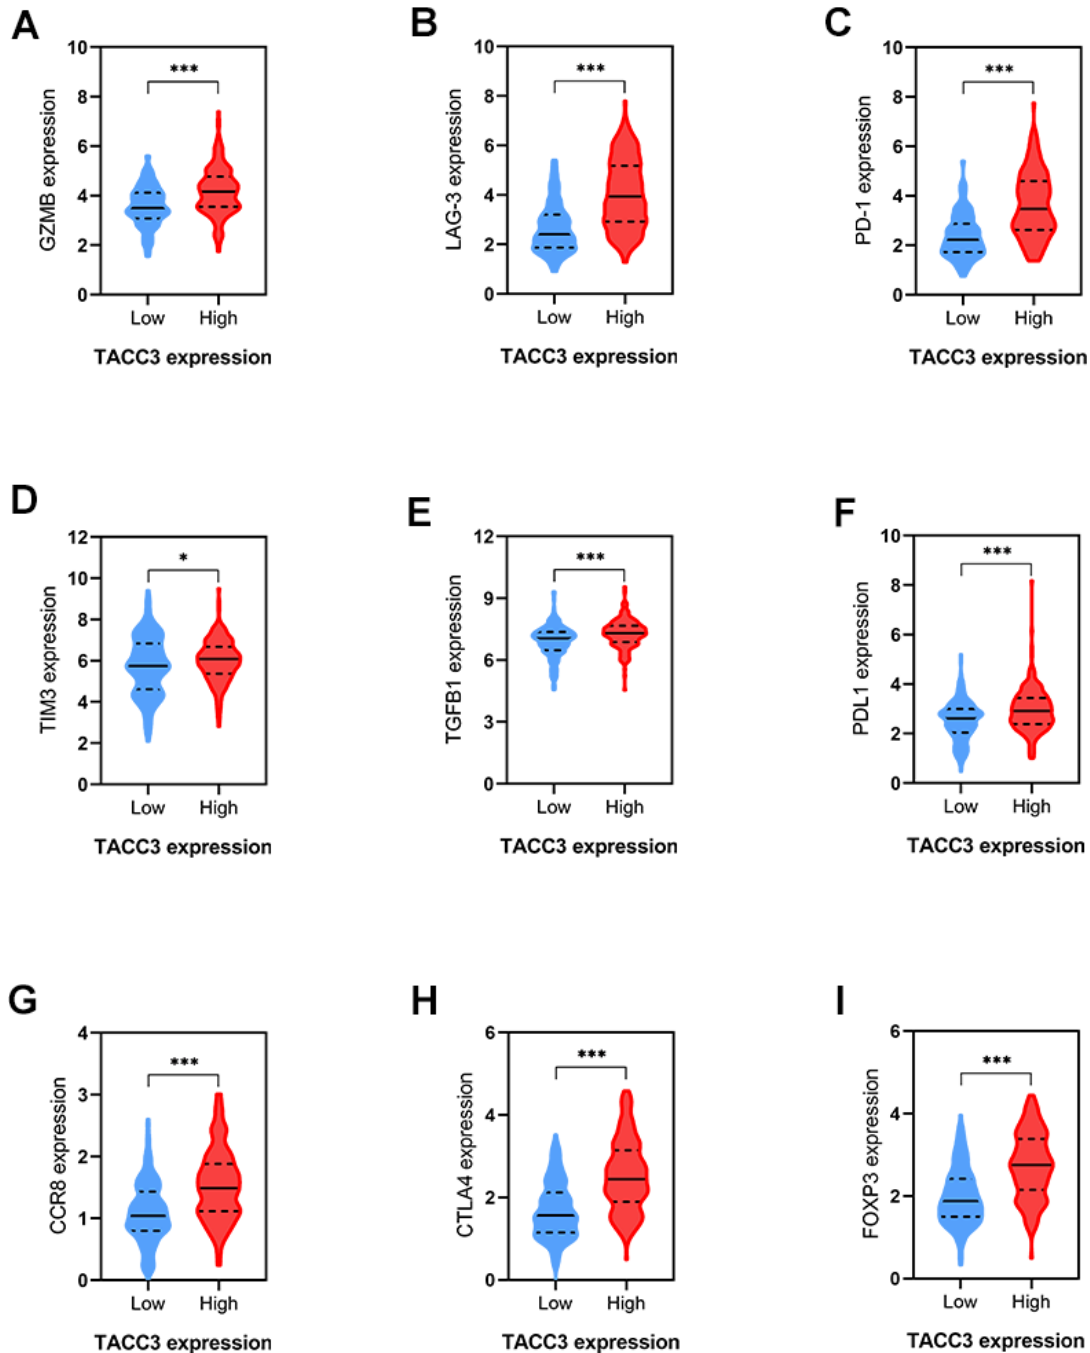 A
GZMB expression
10
8
6
4
2
0
***
Low High
TACC3 expression
B
LAG-3 expression
10
8
6
4
2
0
***
Low High
TACC3 expression
C
PD-1 expression
10
8
6
4
2
0
***
Low High
TACC3 expression
D
TIM3 expression
12
10
8
6
4
2
0
*
Low High
TACC3 expression
E
TGFB1 expression
12
9
6
3
0
***
Low High
TACC3 expression
F
PDL1 expression
10
8
6
4
2
0
***
Low High
TACC3 expression
G
CCR8 expression
4
3
2
1
0
***
Low High
TACC3 expression
H
CTLA4 expression
6
4
2
0
***
Low High
TACC3 expression
I
FOXP3 expression
6
4
2
0
***
Low High
TACC3 expression